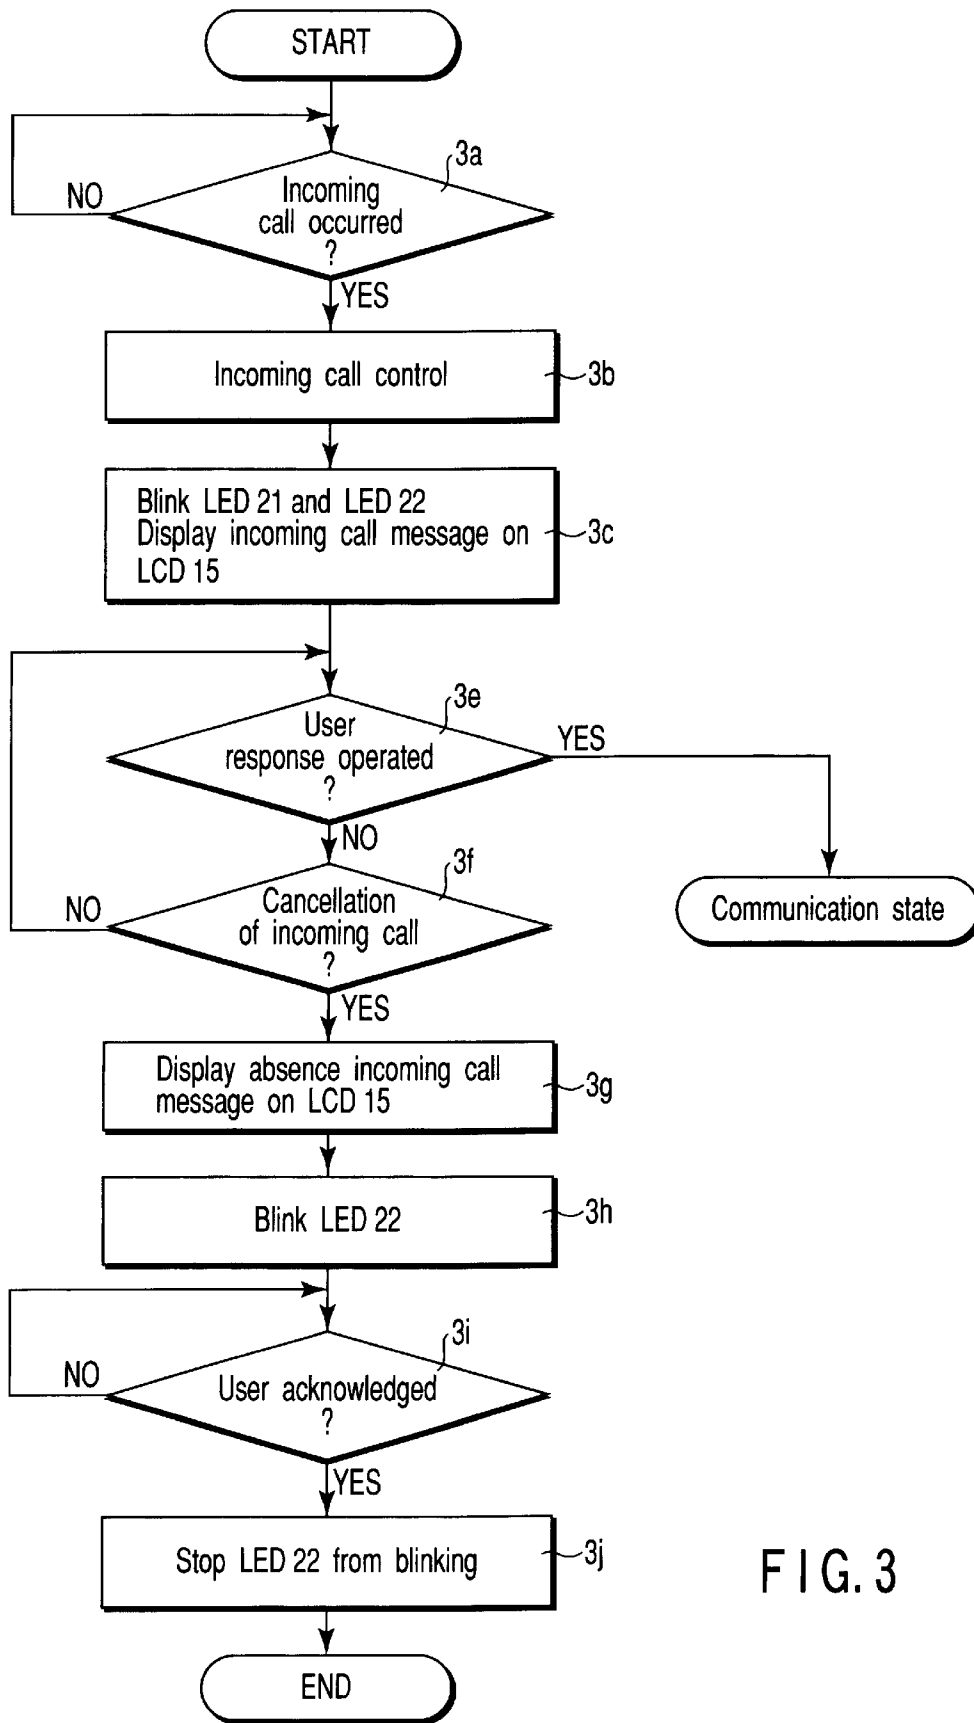 START
3a
Incoming
call occurred
?
NO
YES
Incoming call control
3b
Blink LED 21 and LED 22
Display incoming call message on
LCD 15
3c
3e
User
response operated
?
YES
NO
3f
Cancellation
of incoming call
?
NO
Communication state
YES
Display absence incoming call
message on LCD 15
3g
Blink LED 22
3h
3i
User acknowledged
?
NO
YES
Stop LED 22 from blinking
3j
FIG. 3
END